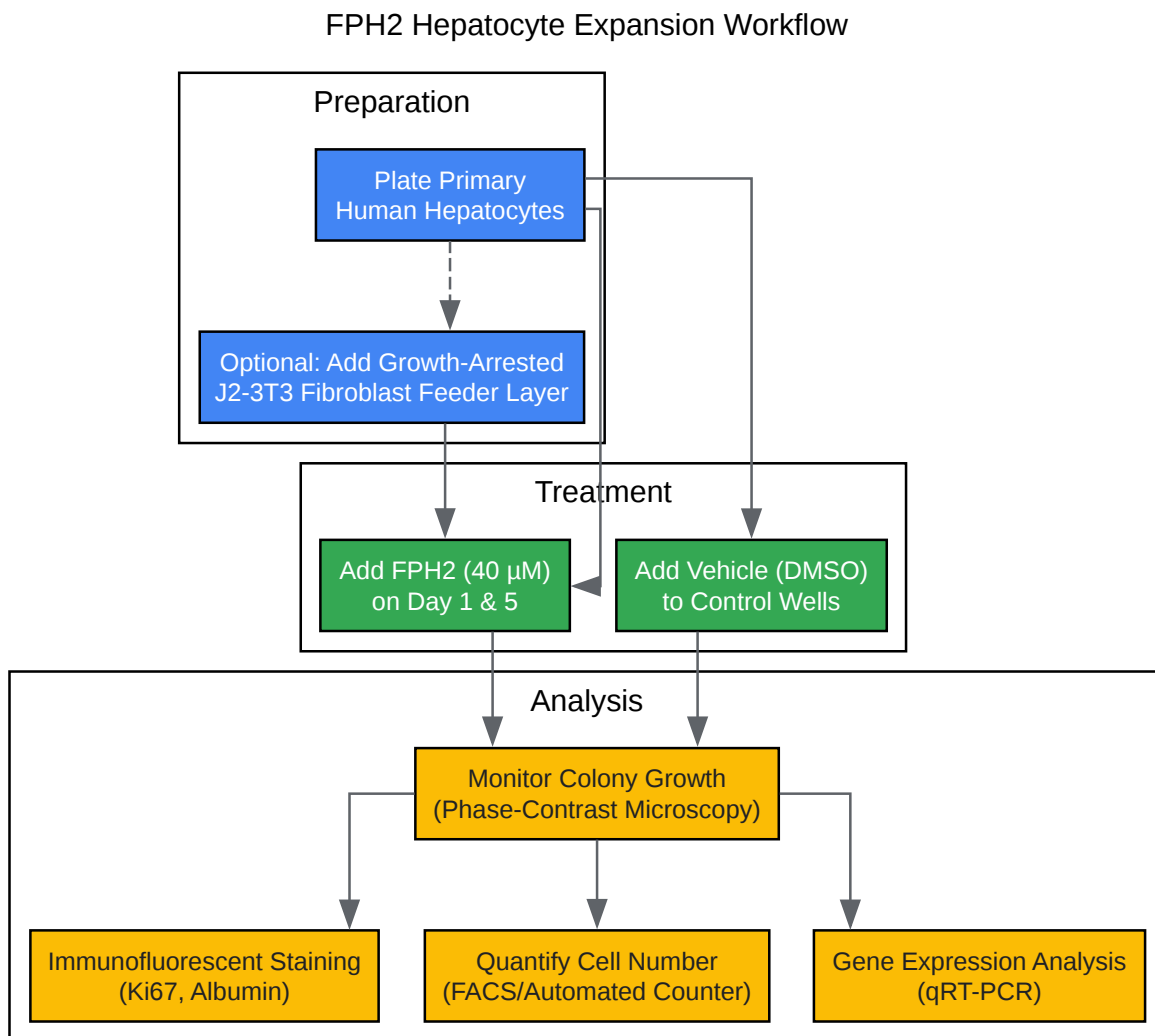 FPH2 Hepatocyte Expansion Workflow
Preparation
Plate Primary
Human Hepatocytes
Optional: Add Growth-Arrested
J2-3T3 Fibroblast Feeder Layer
Treatment
Add FPH2 (40 µM)
on Day 1 & 5
Add Vehicle (DMSO)
to Control Wells
Analysis
Monitor Colony Growth
(Phase-Contrast Microscopy)
Immunofluorescent Staining
(Ki67, Albumin)
Quantify Cell Number
(FACS/Automated Counter)
Gene Expression Analysis
(qRT-PCR)